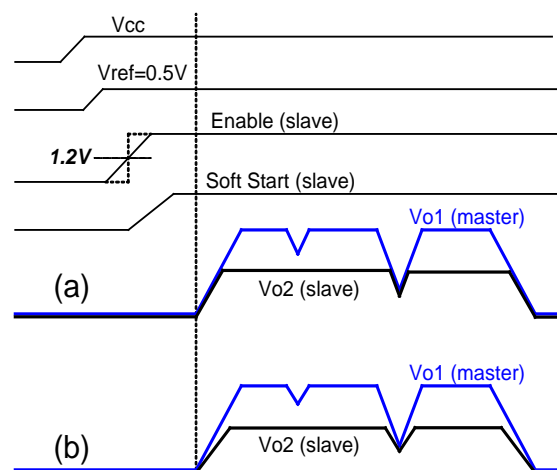 Vcc
Vref=0.5V
Enable (slave)
1.2V
Soft Start (slave)
Vo1 (master)
(a)
Vo2 (slave)
Vo1 (master)
(b)
Vo2 (slave)